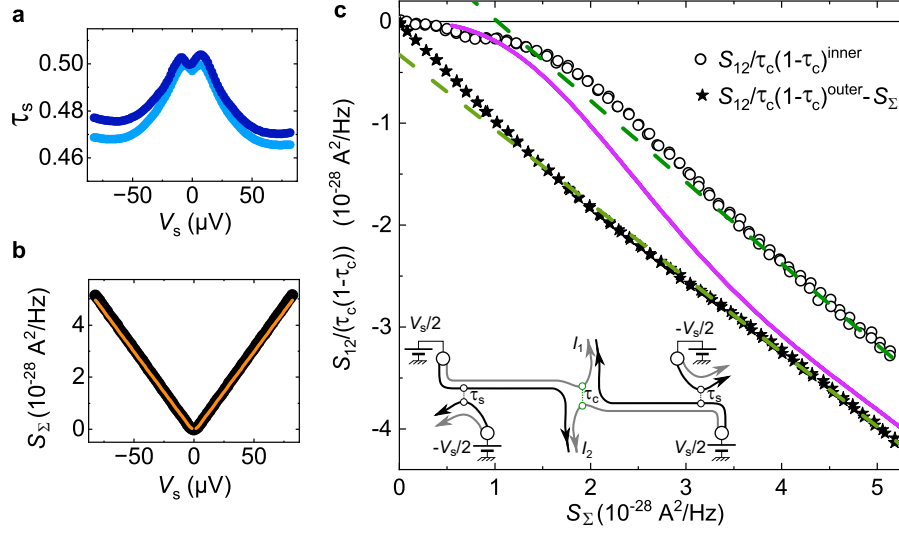 a
τs
0.50
0.48
0.46
−50
0
50
Vs (µV)
b
SΣ (10-28 A2/Hz)
4
2
0
−50
0
50
Vs (µV)
c
S12/(τc(1-τc)) (10-28 A2/Hz)
0
-1
-2
-3
-4
S12/τc(1-τc)inner
S12/τc(1-τc)outer-SΣ
Vs/2
τs
-Vs/2
I1
τc
I2
-Vs/2
τs
Vs/2
0
1
2
3
4
5
SΣ (10-28 A2/Hz)